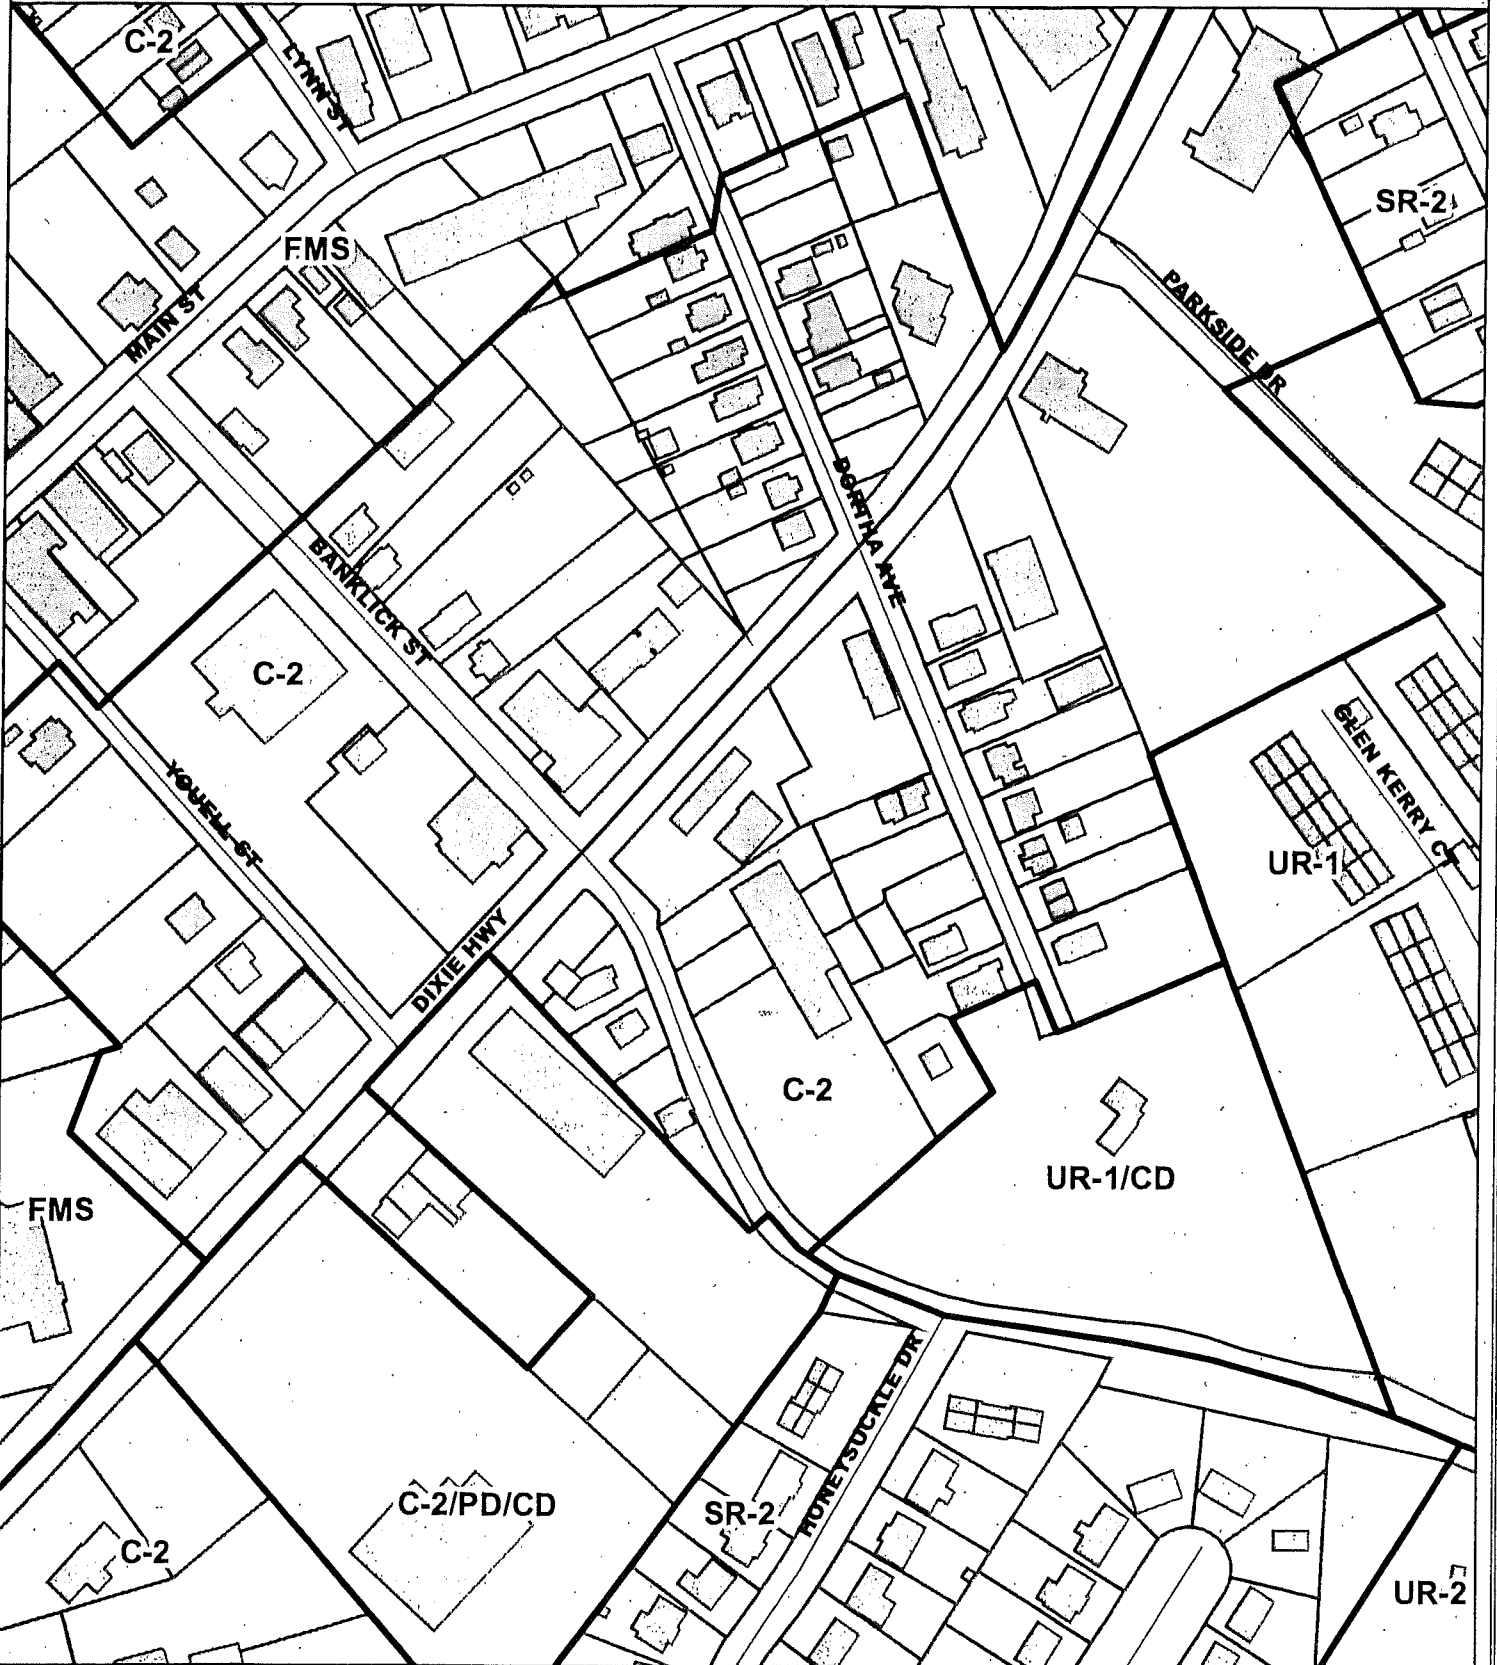 C-2
LYNN ST
SR-2
FMS
PARKSIDE DR
MAIN ST
DORTHA AVE
BANKLICK ST
C-2
GLEN KERRY CT
YOUELL ST
UR-1
DIXIE HWY
C-2
UR-1/CD
FMS
HONEYSUCKLE DR
C-2/PD/CD
SR-2
C-2
UR-2